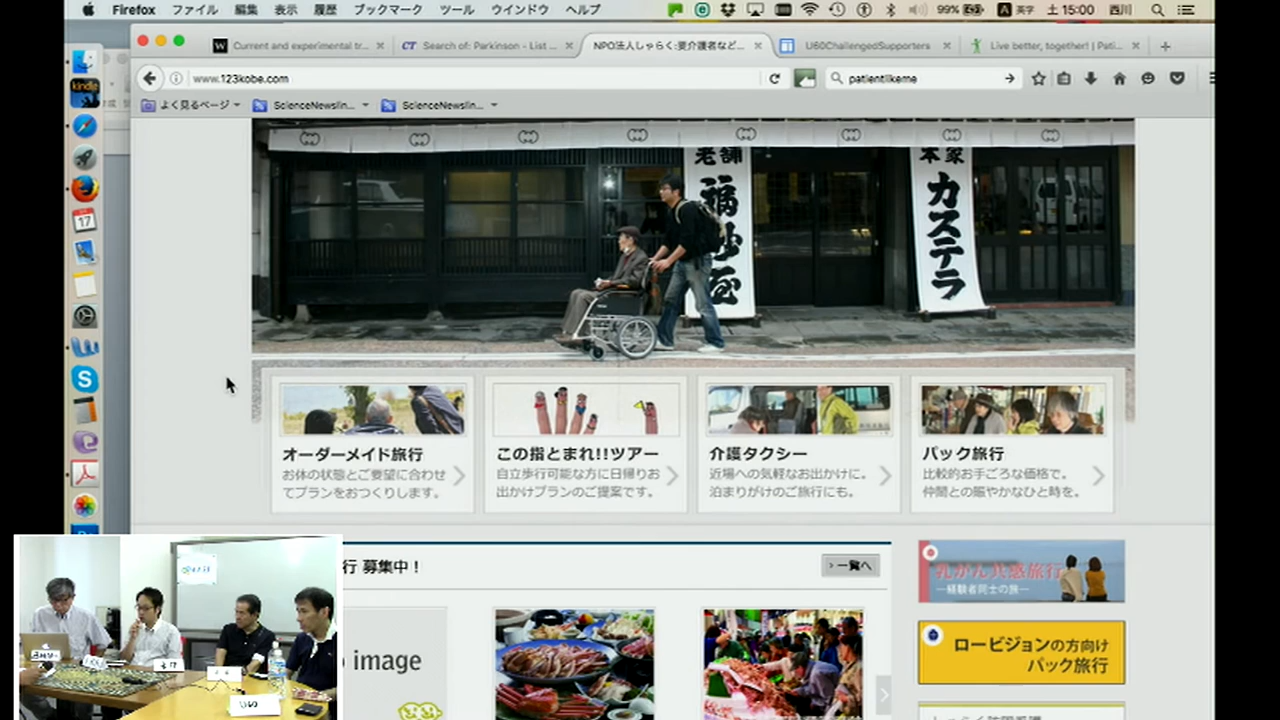 Firefox ファイル 編集 表示 履歴 ブックマーク ツール ウインドウ ヘルプ
99%
A 英字
土 15:00 西川
W Current and experimental tr...
CT Search of: Parkinson - List ...
NPO法人しゃらく:要介護者など...
U60ChallengedSupporters
Live better, together! | Pati...
www.123kobe.com
patientlikeme
よく見るページ
ScienceNewsIin...
ScienceNewsIin...
kindle
17
老舗
福砂屋
本家
カステラ
オーダーメイド旅行
お体の状態とご要望に合わせ
てプランをおつくりします。
この指とまれ!!ツアー
自立歩行可能な方に日帰りお
出かけプランのご提案です。
介護タクシー
近場への気軽なお出かけに。
泊まりがけのご旅行にも。
パック旅行
比較的お手ごろな価格で。
仲間との賑やかなひと時を。
行 募集中！
一覧へ
image
乳がん共感旅行
―経験者同士の旅―
ロービジョンの方向け
パック旅行